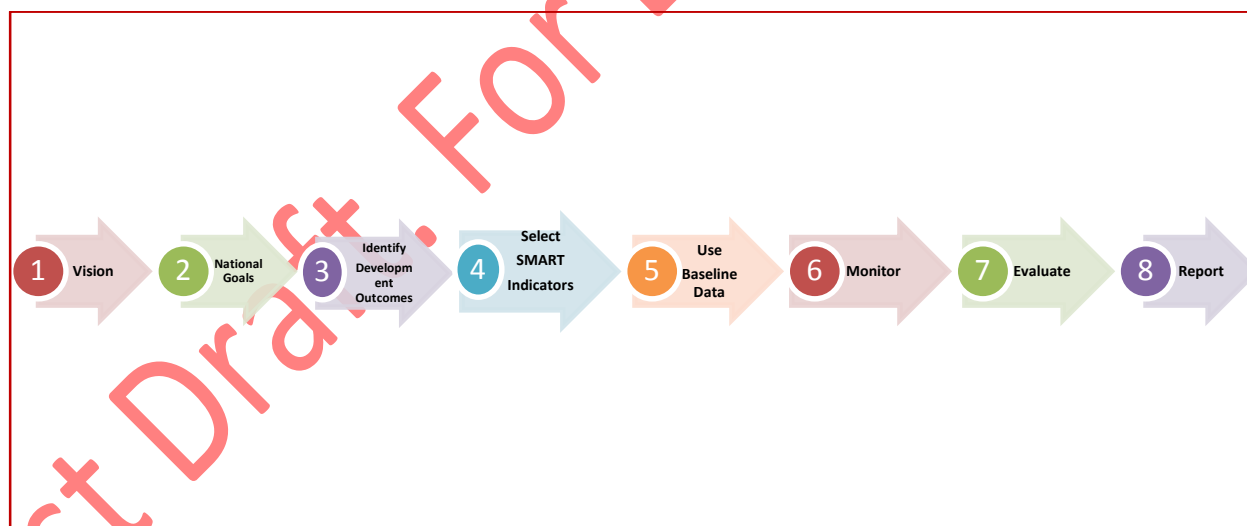 1
Vision
2
National
Goals
3
Identify
Developm
ent
Outcomes
4
Select
SMART
Indicators
5
Use
Baseline
Data
6
Monitor
7
Evaluate
8
Report
st Draft. For